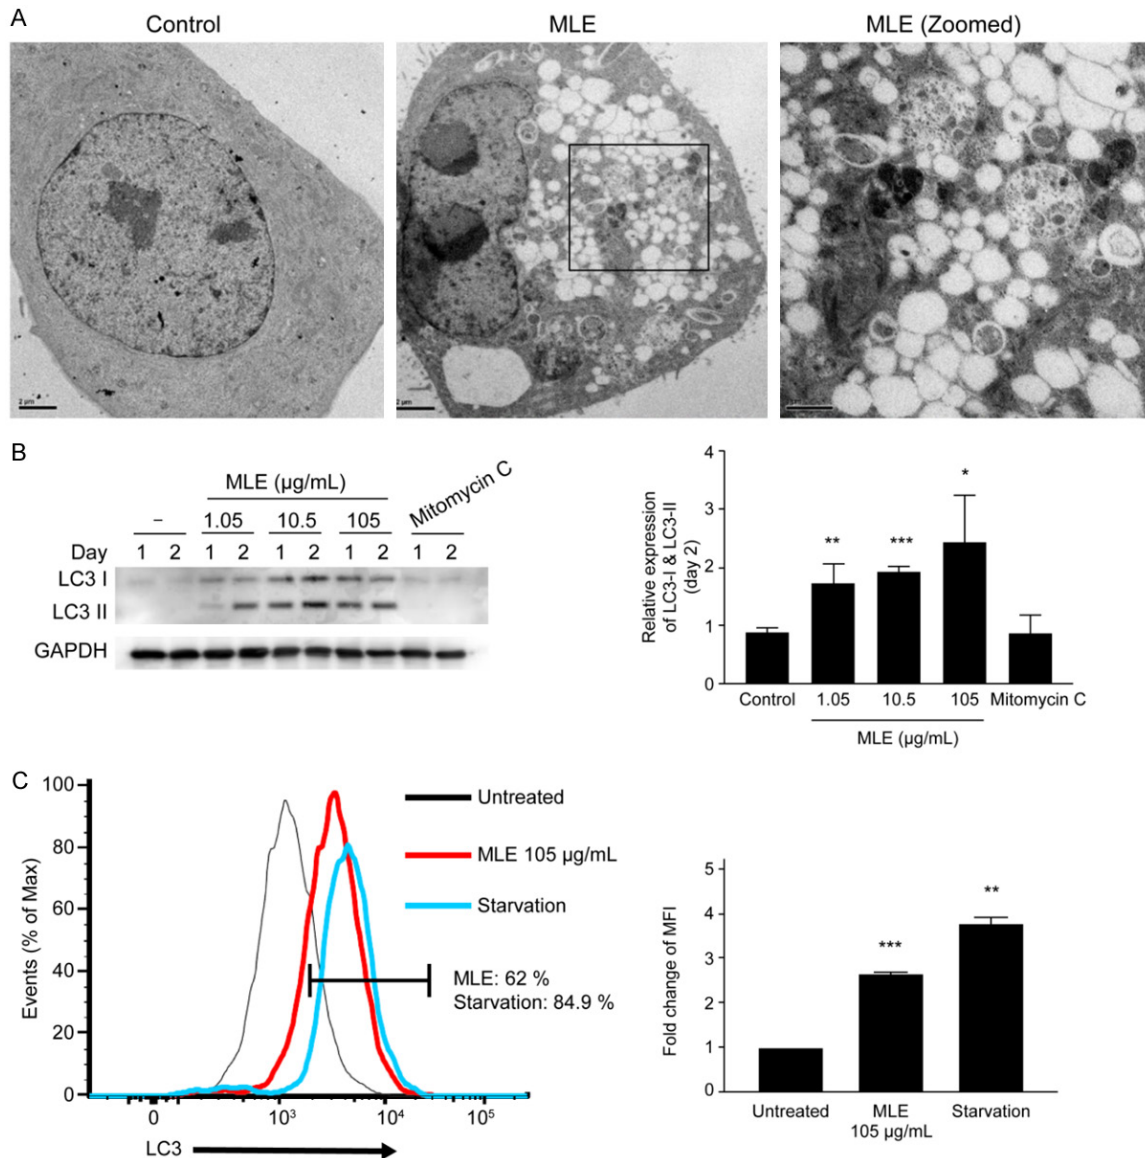 A
Control
MLE
MLE (Zoomed)
2 µm
2 µm
B
MLE (µg/mL)
Mitomycin C
– 1.05 10.5 105
Day 1 2 1 2 1 2 1 2 1 2
LC3 I
LC3 II
GAPDH
Relative expression
of LC3-I & LC3-II
(day 2)
4
3
2
1
0
**
***
*
Control 1.05 10.5 105 Mitomycin C
MLE (µg/mL)
C
Events (% of Max)
100
80
60
40
20
0
Untreated
MLE 105 µg/mL
Starvation
MLE: 62 %
Starvation: 84.9 %
0 10³ 10⁴ 10⁵
LC3
Fold change of MFI
5
4
3
2
1
0
***
**
Untreated MLE Starvation
105 µg/mL